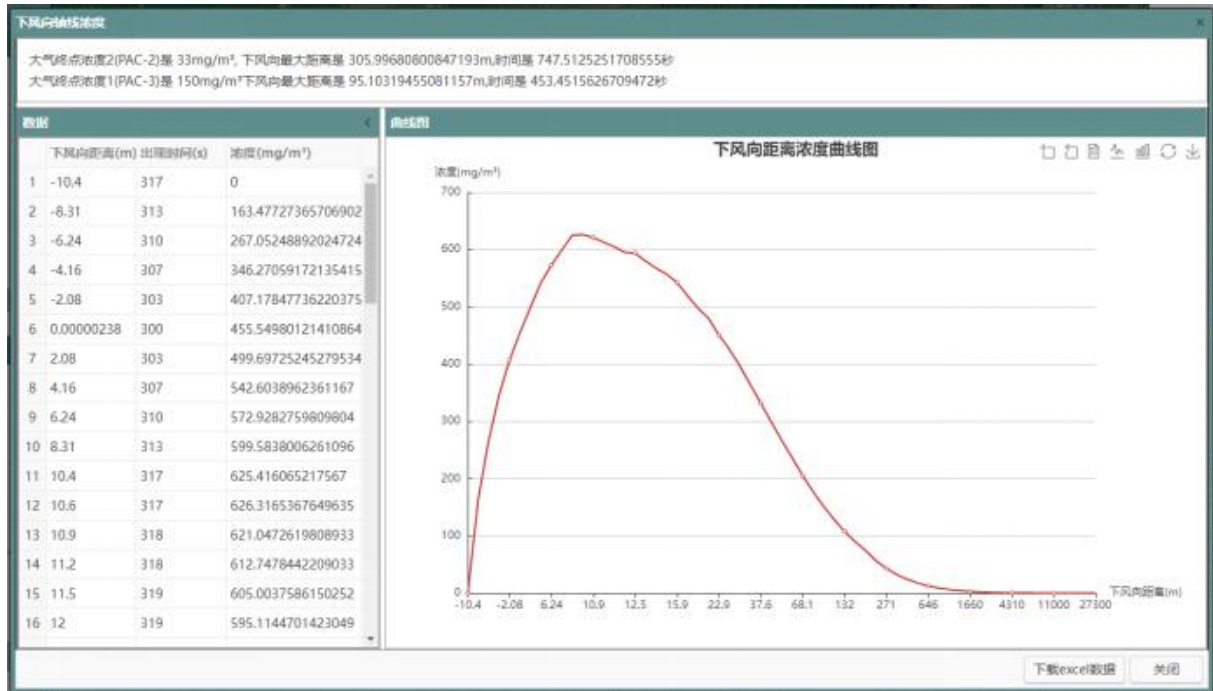 下风向轴线浓度
×
大气终点浓度2(PAC-2)是 33mg/m³, 下风向最大距离是 305.99680800847193m,时间是 747.5125251708555秒
大气终点浓度1(PAC-3)是 150mg/m³下风向最大距离是 95.10319455081157m,时间是 453.4515626709472秒
数据
下风向距离(m) 出现时间(s) 浓度(mg/m³)
1 -10.4 317 0
2 -8.31 313 163.47727365706902
3 -6.24 310 267.05248892024724
4 -4.16 307 346.27059172135415
5 -2.08 303 407.17847736220375
6 0.00000238 300 455.54980121410864
7 2.08 303 499.69725245279534
8 4.16 307 542.6038962361167
9 6.24 310 572.9282759809804
10 8.31 313 599.5838006261096
11 10.4 317 625.416065217567
12 10.6 317 626.3165367649635
13 10.9 318 621.0472619808933
14 11.2 318 612.7478442209033
15 11.5 319 605.0037586150252
16 12 319 595.1144701423049
曲线图
下风向距离浓度曲线图
浓度(mg/m³)
700
600
500
400
300
200
100
0
-10.4 -2.08 6.24 10.9 12.5 15.9 22.9 37.6 68.1 132 271 646 1660 4310 11000 27300
下风向距离(m)
下载excel数据 关闭